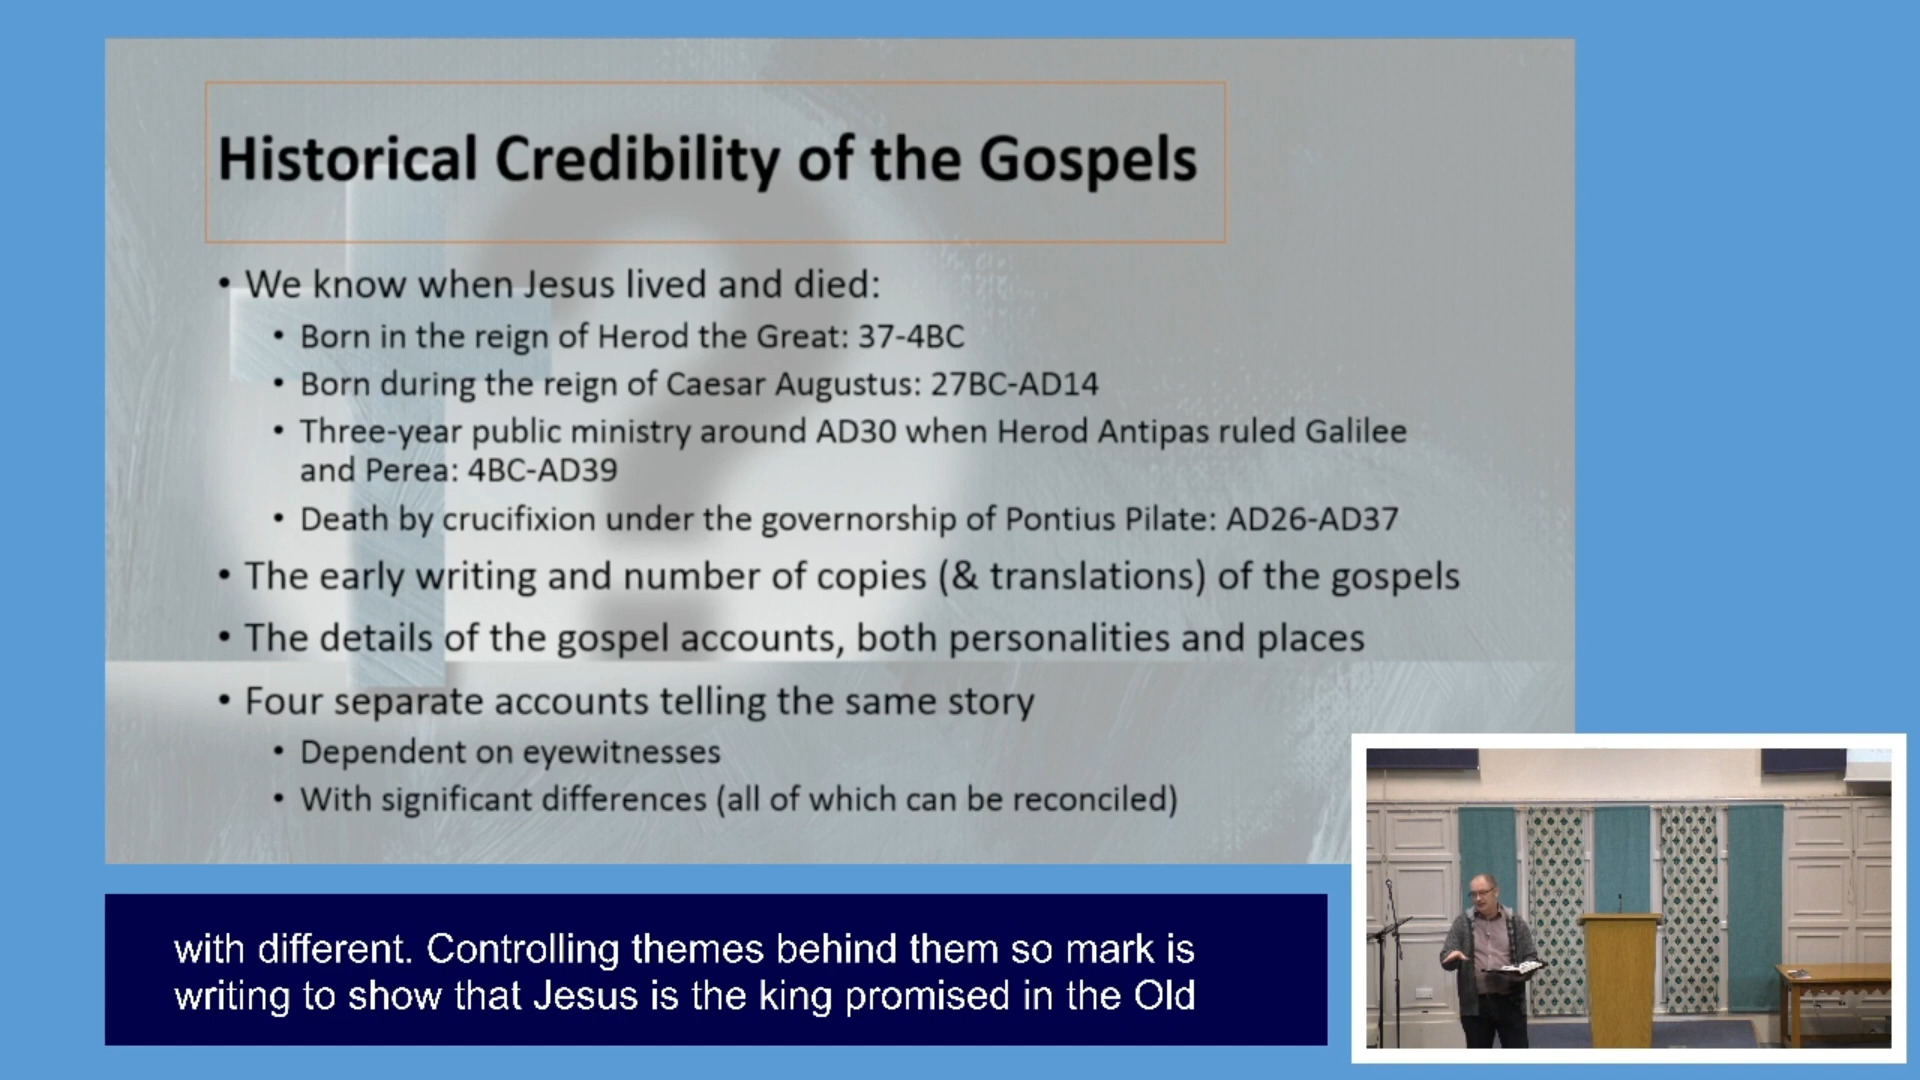 Historical Credibility of the Gospels
• We know when Jesus lived and died:
• Born in the reign of Herod the Great: 37-4BC
• Born during the reign of Caesar Augustus: 27BC-AD14
• Three-year public ministry around AD30 when Herod Antipas ruled Galilee
and Perea: 4BC-AD39
• Death by crucifixion under the governorship of Pontius Pilate: AD26-AD37
• The early writing and number of copies (& translations) of the gospels
• The details of the gospel accounts, both personalities and places
• Four separate accounts telling the same story
• Dependent on eyewitnesses
• With significant differences (all of which can be reconciled)
with different. Controlling themes behind them so mark is
writing to show that Jesus is the king promised in the Old